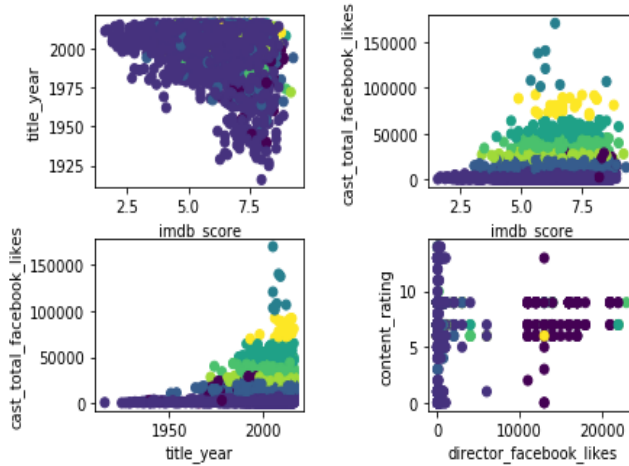 2000
1975
1950
1925
title_year
2.5 5.0 7.5
imdb_score
150000
100000
50000
0
cast_total_facebook_likes
2.5 5.0 7.5
imdb_score
150000
100000
50000
0
cast_total_facebook_likes
1950 2000
title_year
10
5
0
content_rating
0 10000 20000
director_facebook_likes